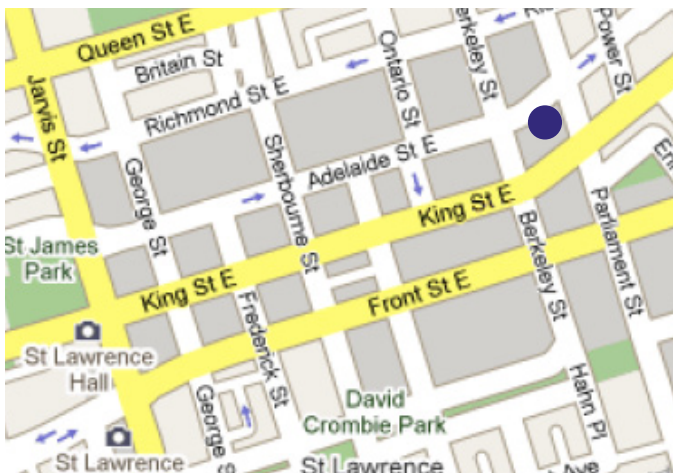 Queen St E
Britain St
Jarvis St
Richmond St E
Ontario St
erkeley St
Power St
Sherbourne St
Adelaide St E
George St
King St E
St James
Park
King St E
Berkeley St
Parliament St
Front St E
Frederick St
St Lawrence
Hall
George S
David
Crombie Park
Hahn Pl
St Lawrence
St Lawrence